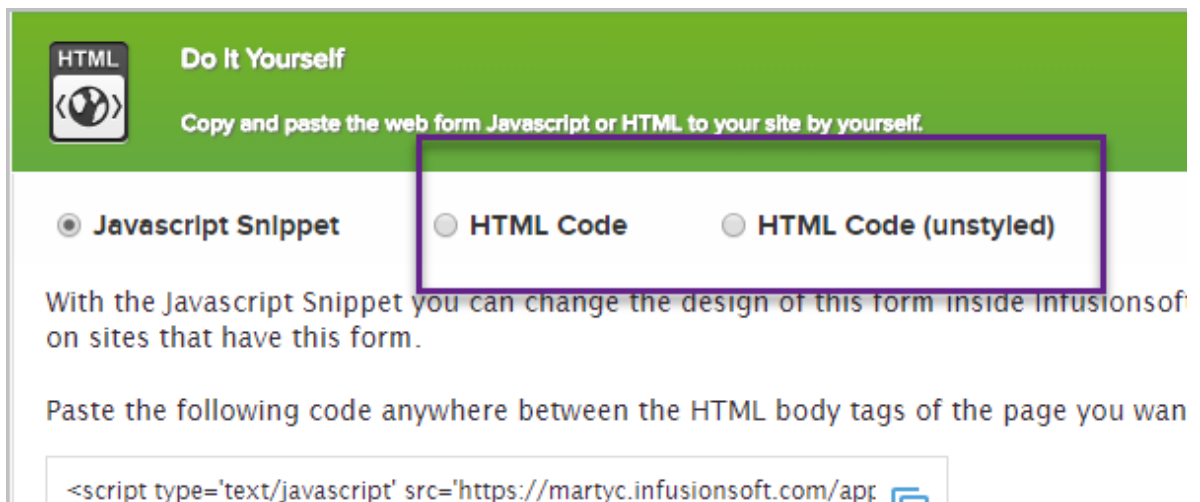 HTML
Do It Yourself
Copy and paste the web form Javascript or HTML to your site by yourself.
Javascript Snippet HTML Code HTML Code (unstyled)
With the Javascript Snippet you can change the design of this form inside Infusionsoft
on sites that have this form.
Paste the following code anywhere between the HTML body tags of the page you wan
<script type='text/javascript' src='https://martyc.infusionsoft.com/app